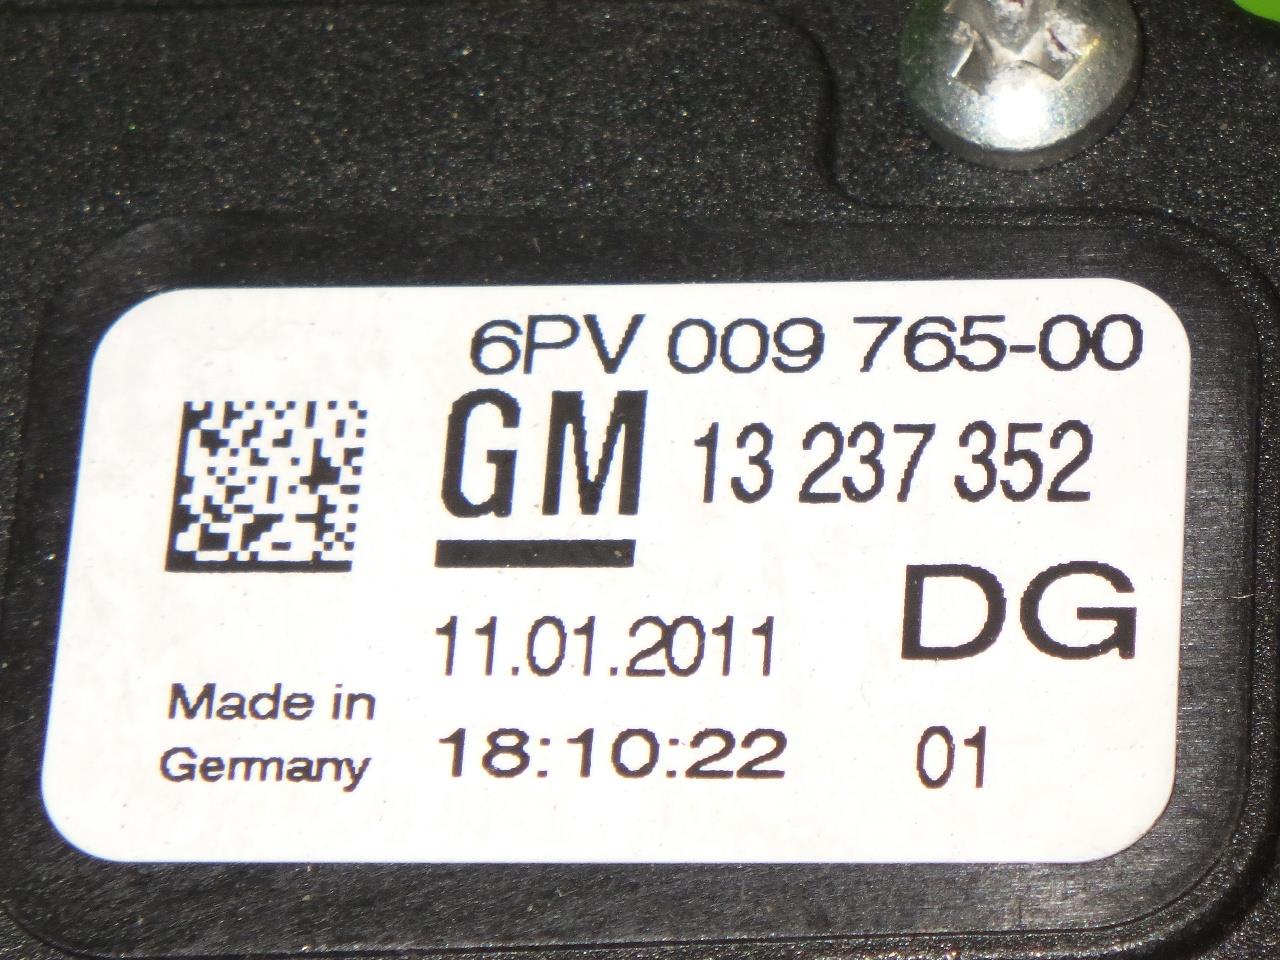 6PV 009 765-00
GM 13 237 352
DG
11.01.2011
Made in
Germany
18:10:22
01